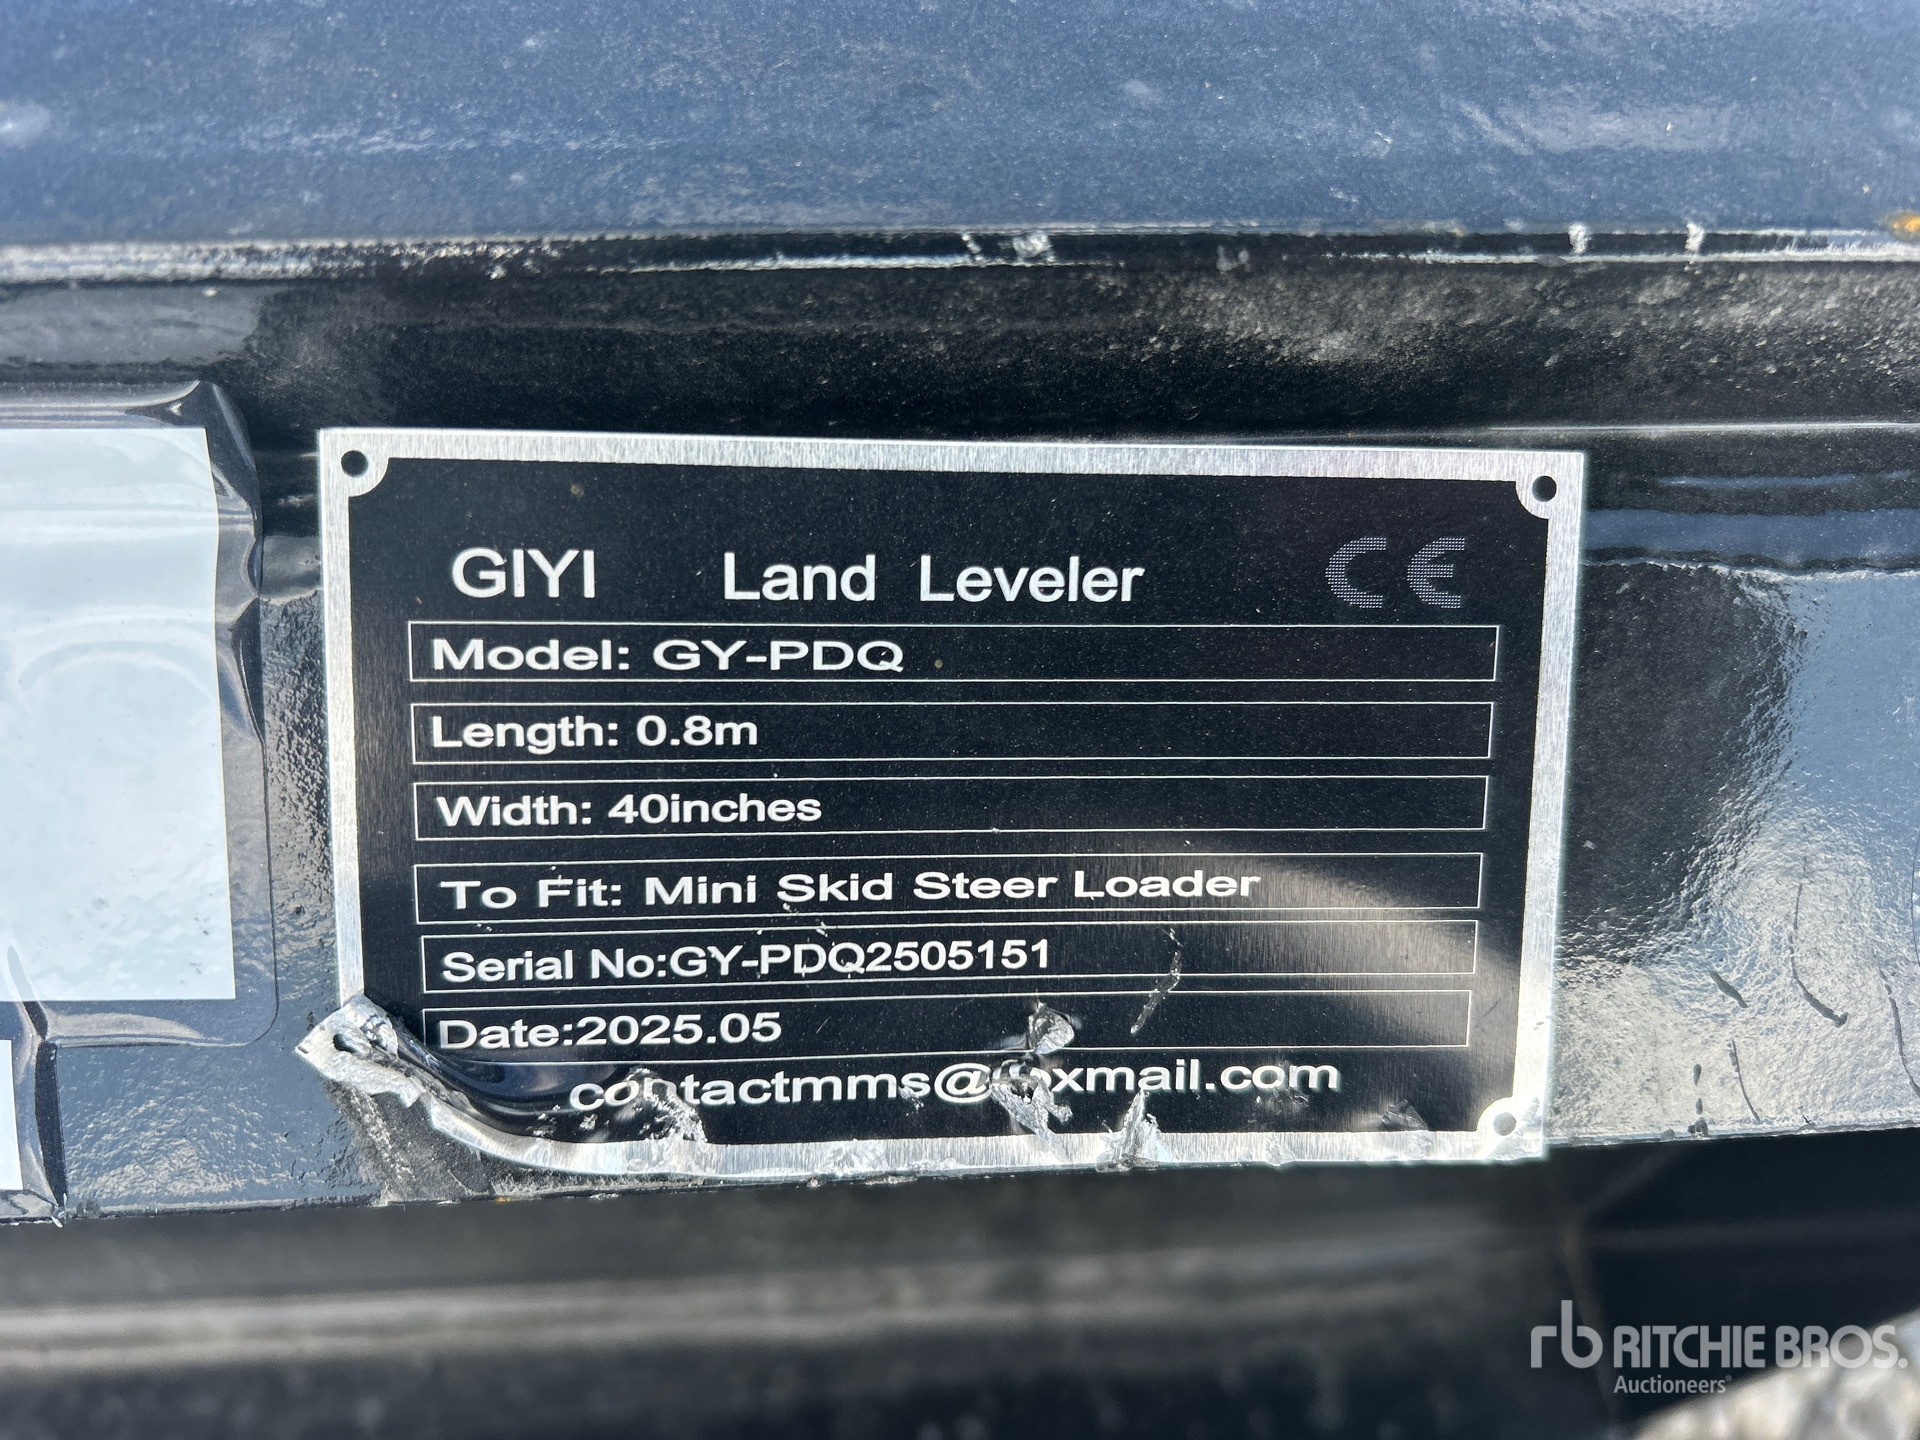 GIYI Land Leveler CE
Model: GY-PDQ
Length: 0.8m
Width: 40inches
To Fit: Mini Skid Steer Loader
Serial No:GY-PDQ2505151
Date:2025.05
rb RITCHIE BROS.
Auctioneers